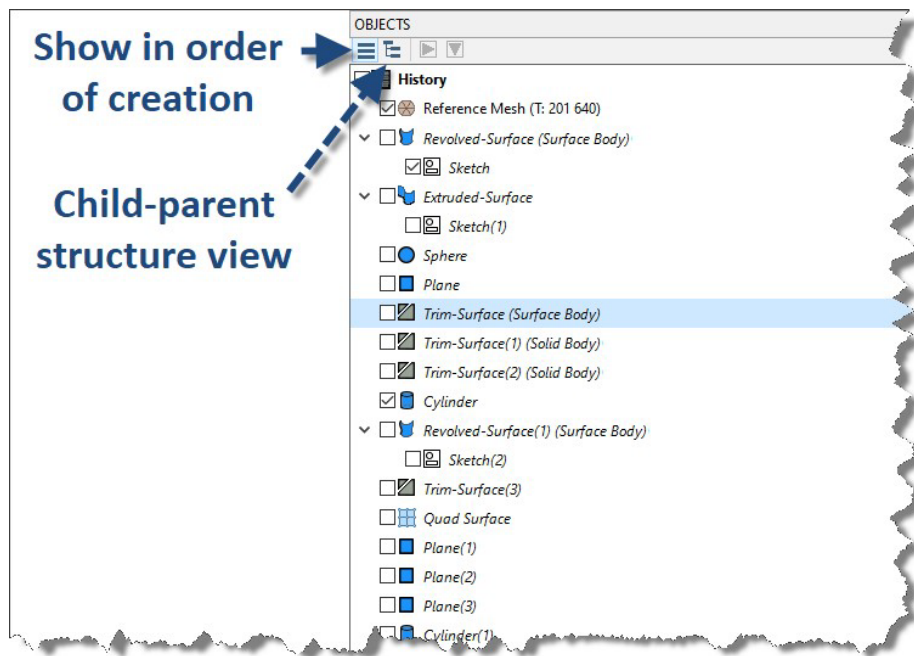 OBJECTS
Show in order
of creation
Child-parent
structure view
History
Reference Mesh (T: 201 640)
Revolved-Surface (Surface Body)
Sketch
Extruded-Surface
Sketch(1)
Sphere
Plane
Trim-Surface (Surface Body)
Trim-Surface(1) (Solid Body)
Trim-Surface(2) (Solid Body)
Cylinder
Revolved-Surface(1) (Surface Body)
Sketch(2)
Trim-Surface(3)
Quad Surface
Plane(1)
Plane(2)
Plane(3)
Cylinder(1)